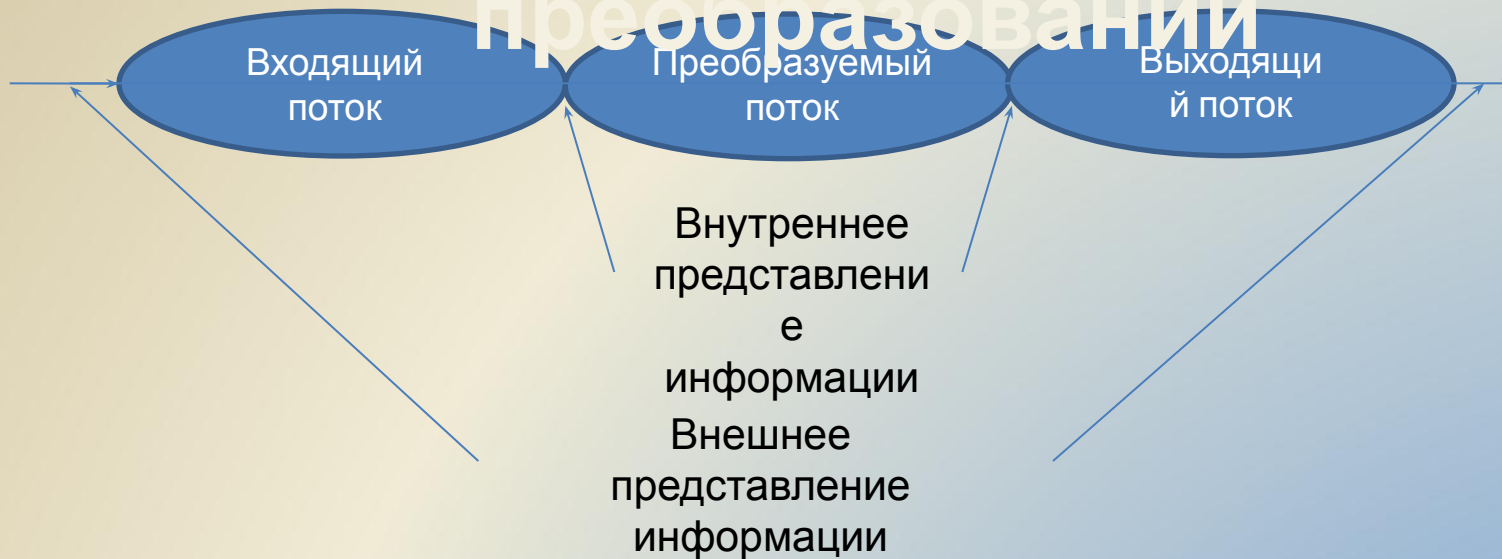 преобразований
Входящий
поток
Преобразуемый
поток
Выходящи
й поток
Внутреннее
представлени
е
информации
Внешнее
представление
информации